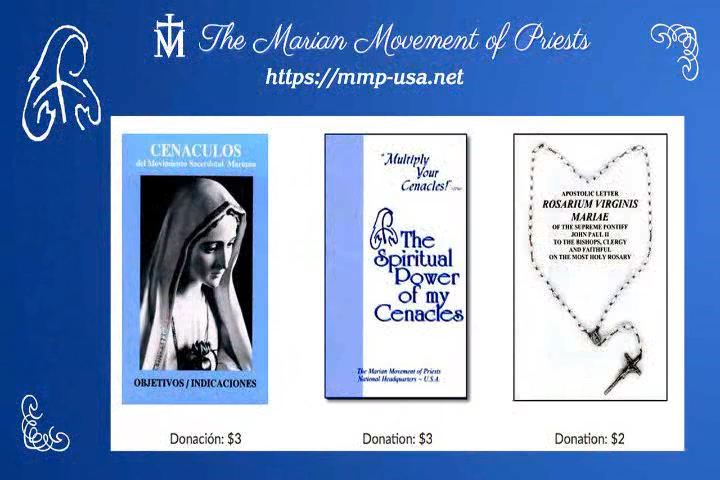 The Marian Movement of Priests
https://mmp-usa.net
CENACULOS
del Movimiento Sacerdotal Mariano
OBJETIVOS / INDICACIONES
Donación: $3
"Multiply
Your
Cenacles!"
The
Spiritual
Power
of my
Cenacles
The Marian Movement of Priests
National Headquarters ~ U.S.A.
Donation: $3
APOSTOLIC LETTER
ROSARIUM VIRGINIS
MARIAE
OF THE SUPREME PONTIFF
JOHN PAUL II
TO THE BISHOPS, CLERGY
AND FAITHFUL
ON THE MOST HOLY ROSARY
Donation: $2